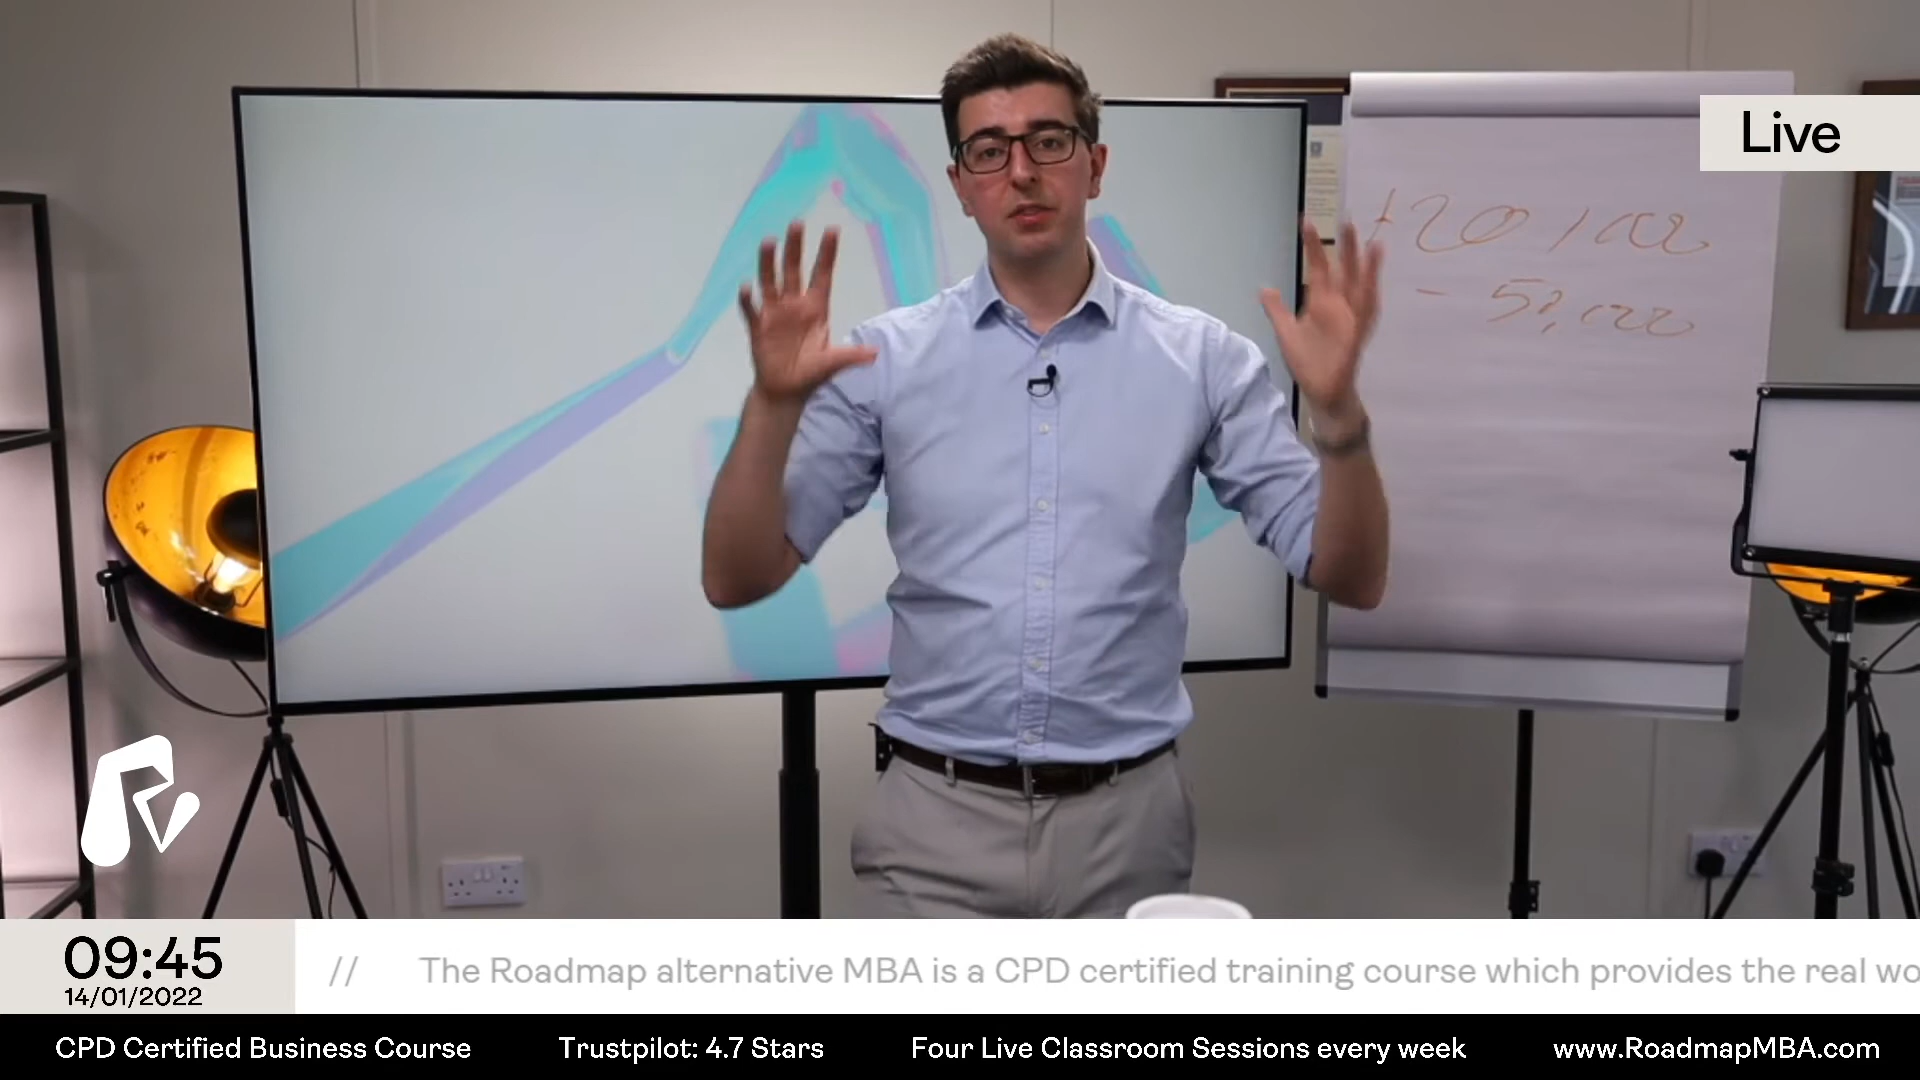 Live
09:45
14/01/2022
// The Roadmap alternative MBA is a CPD certified training course which provides the real wo
CPD Certified Business Course
Trustpilot: 4.7 Stars
Four Live Classroom Sessions every week
www.RoadmapMBA.com